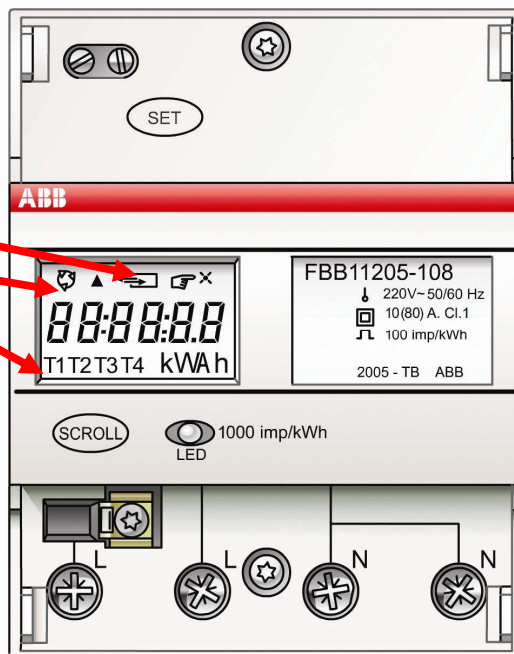 SET
ABB
88:88:8.8
T1 T2 T3 T4 kWAh
FBB11205-108
220V~ 50/60 Hz
10(80) A. Cl.1
100 imp/kWh
2005 - TB ABB
SCROLL
1000 imp/kWh
LED
L L N N